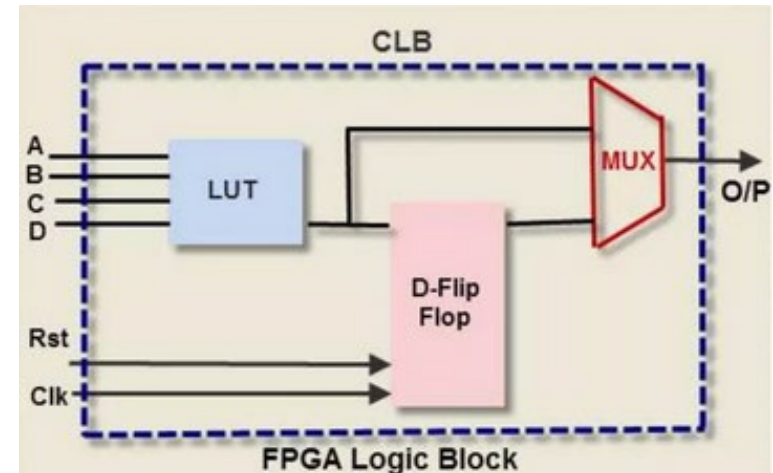 CLB
A
B
C
D
LUT
MUX
O/P
D-Flip
Flop
Rst
Clk
FPGA Logic Block